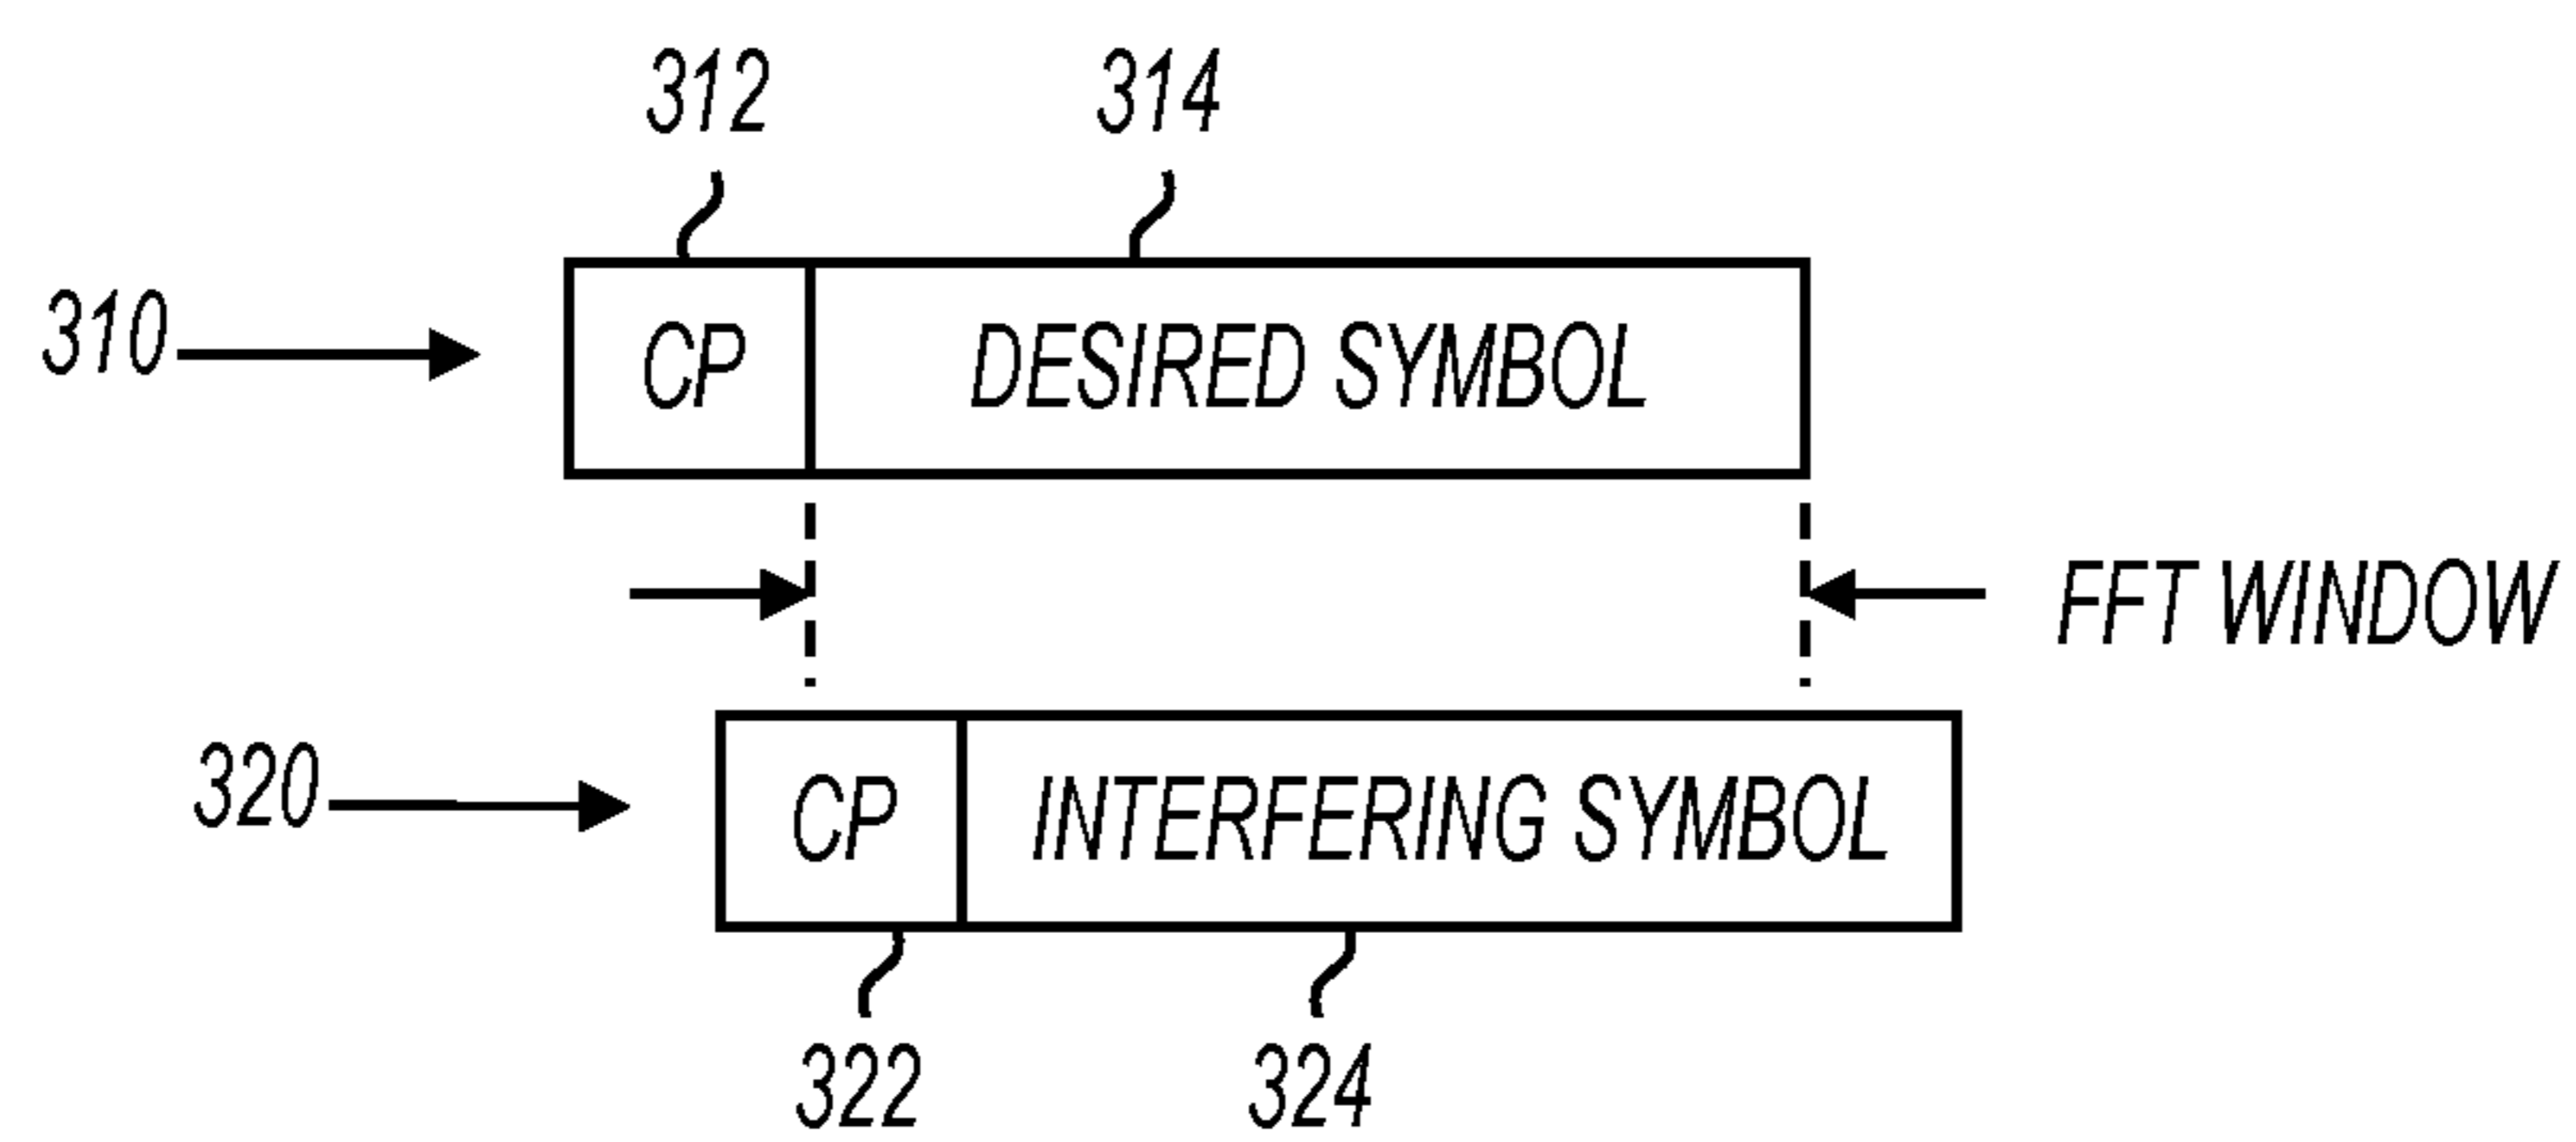 312 314
310 CP DESIRED SYMBOL
FFT WINDOW
320 CP INTERFERING SYMBOL
322 324